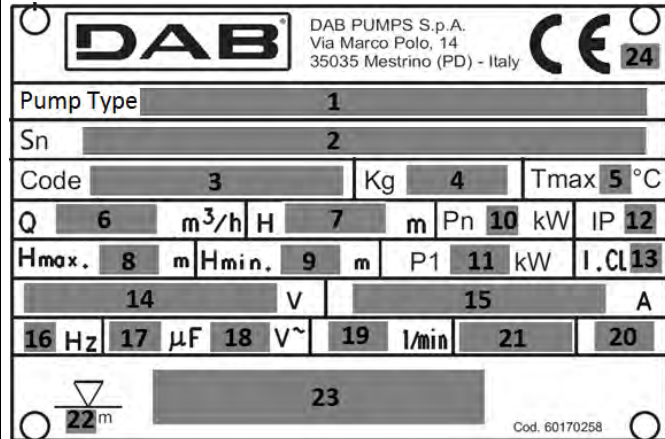 DAB
DAB PUMPS S.p.A.
Via Marco Polo, 14
35035 Mestrino (PD) - Italy
CE 24
Pump Type 1
Sn 2
Code 3 Kg 4 Tmax 5 °C
Q 6 m³/h H 7 m Pn 10 kW IP 12
Hmax. 8 m Hmin. 9 m P1 11 kW I.CL 13
14 V 15 A
16 Hz 17 µF 18 V~ 19 1/min 21 20
22 m 23
Cod. 60170258